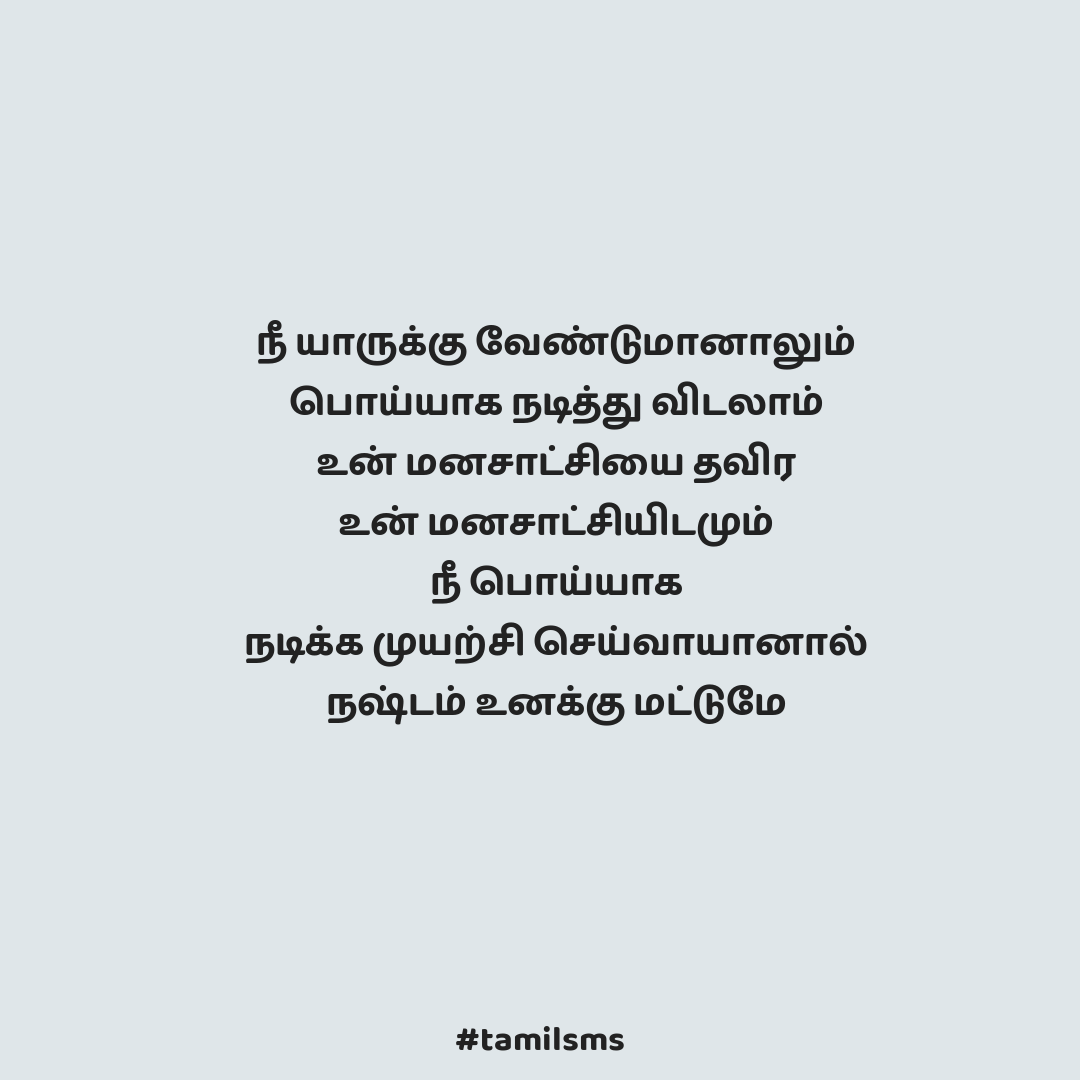 நீ யாருக்கு வேண்டுமானாலும்
பொய்யாக நடித்து விடலாம்
உன் மனசாட்சியை தவிர
உன் மனசாட்சியிடமும்
நீ பொய்யாக
நடிக்க முயற்சி செய்வாயானால்
நஷ்டம் உனக்கு மட்டுமே
#tamilsms